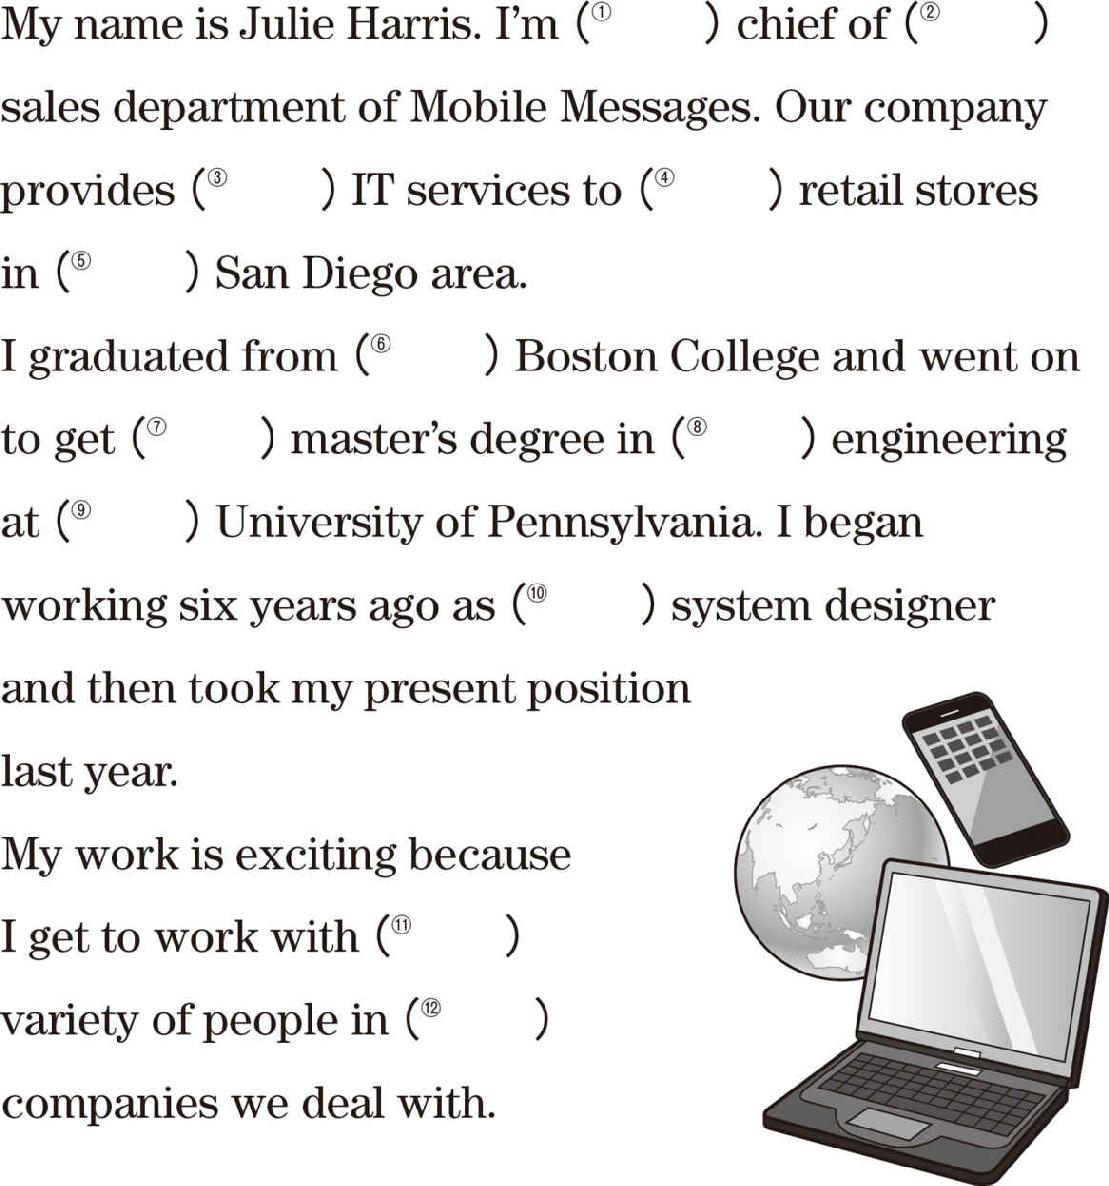 My name is Julie Harris. I'm (① ) chief of (② )
sales department of Mobile Messages. Our company
provides (③ ) IT services to (④ ) retail stores
in (⑤ ) San Diego area.
I graduated from (⑥ ) Boston College and went on
to get (⑦ ) master's degree in (⑧ ) engineering
at (⑨ ) University of Pennsylvania. I began
working six years ago as (⑩ ) system designer
and then took my present position
last year.
My work is exciting because
I get to work with (⑪ )
variety of people in (⑫ )
companies we deal with.